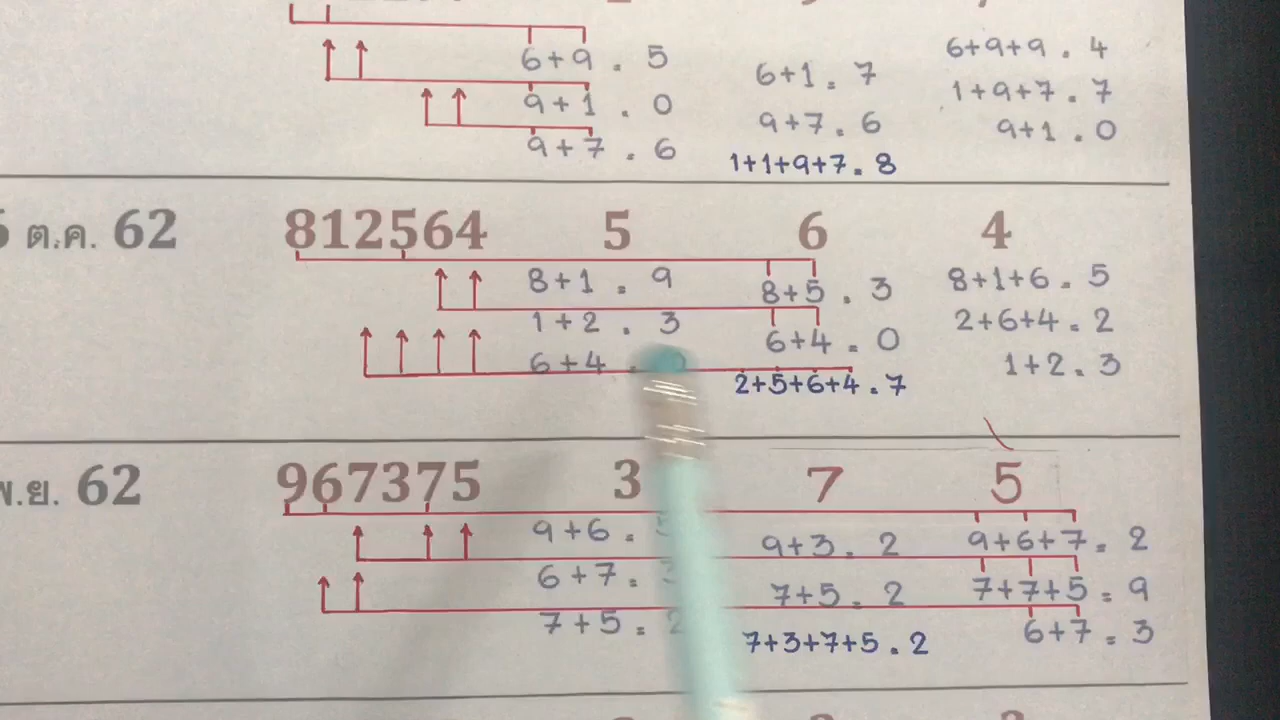 6+9 . 5
9+1 . 0
9+7 . 6
6+1 . 7
9+7 . 6
1+1+9+7 . 8
6+9+9 . 4
1+9+7 . 7
9+1 . 0
ต.ค. 62 812564 5 6 4
8+1 . 9
1+2 . 3
6+4 .
8+5 . 3
6+4 = 0
2+5+6+4 . 7
8+1+6 . 5
2+6+4 = 2
1+2 . 3
พ.ย. 62 967375 3 7 5
9+6 .
6+7 .
7+5 =
9+3 . 2
7+5 . 2
7+3+7+5 . 2
9+6+7 = 2
7+7+5 = 9
6+7 = 3